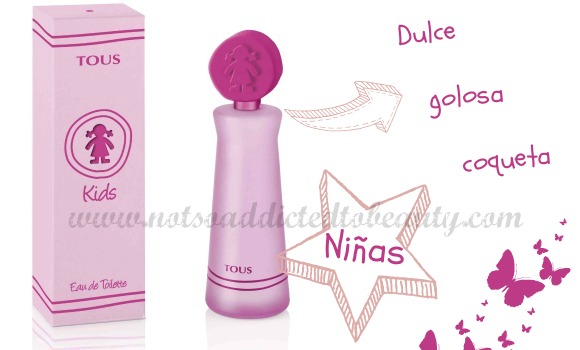 TOUS
Kids
Eau de Toilette
TOUS
Dulce
golosa
coqueta
Niñas
www.notsoaddictedtobeauty.com